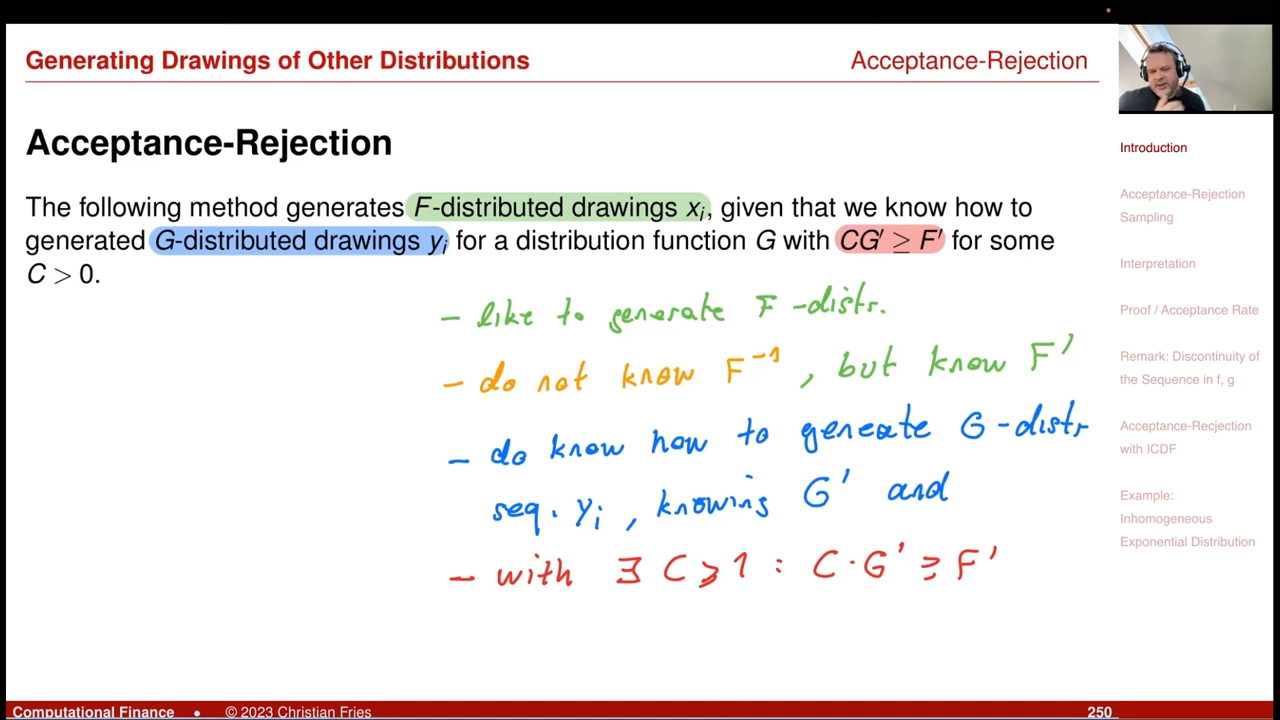 Generating Drawings of Other Distributions
Acceptance-Rejection
Acceptance-Rejection
The following method generates F-distributed drawings xᵢ, given that we know how to
generated G-distributed drawings yᵢ for a distribution function G with CG′ ≥ F′ for some
C > 0.
– like to generate F-distr.
– do not know F⁻¹, but know F′
– do know how to geneate G-distr
seq. yᵢ, knowing G′ and
– with ∃ C ≥ 1 : C · G′ ≥ F′
Introduction
Acceptance-Rejection
Sampling
Interpretation
Proof / Acceptance Rate
Remark: Discontinuity of
the Sequence in f, g
Acceptance-Recjection
with ICDF
Example:
Inhomogeneous
Exponential Distribution
Computational Finance • © 2023 Christian Fries 250